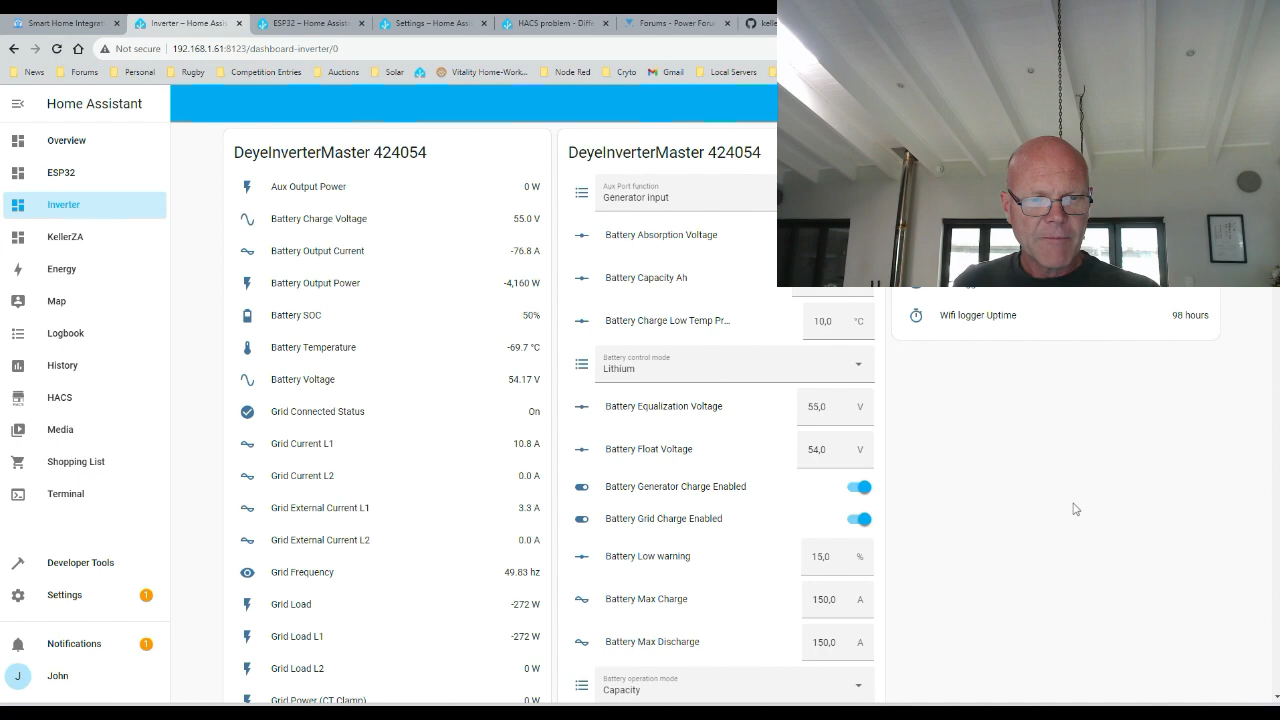 Smart Home Integrat
Inverter – Home Assis
ESP32 – Home Assista
Settings – Home Assi
HACS problem - Diffe
Forums - Power Foru
kelle
Not secure
192.168.1.61:8123/dashboard-inverter/0
News
Forums
Personal
Rugby
Competition Entries
Auctions
Solar
Vitality Home-Work...
Node Red
Cryto
Gmail
Local Servers
Home Assistant
Overview
ESP32
Inverter
KellerZA
Energy
Map
Logbook
History
HACS
Media
Shopping List
Terminal
Developer Tools
Settings 1
Notifications 1
J John
DeyeInverterMaster 424054
Aux Output Power 0 W
Battery Charge Voltage 55.0 V
Battery Output Current -76.8 A
Battery Output Power -4,160 W
Battery SOC 50%
Battery Temperature -69.7 °C
Battery Voltage 54.17 V
Grid Connected Status On
Grid Current L1 10.8 A
Grid Current L2 0.0 A
Grid External Current L1 3.3 A
Grid External Current L2 0.0 A
Grid Frequency 49.83 hz
Grid Load -272 W
Grid Load L1 -272 W
Grid Load L2 0 W
Grid Power (CT Clamp) 0 W
DeyeInverterMaster 424054
Aux Port function
Generator input
Battery Absorption Voltage
Battery Capacity Ah
Battery Charge Low Temp Pr... 10,0 °C
Battery control mode
Lithium
Battery Equalization Voltage 55,0 V
Battery Float Voltage 54,0 V
Battery Generator Charge Enabled
Battery Grid Charge Enabled
Battery Low warning 15,0 %
Battery Max Charge 150,0 A
Battery Max Discharge 150,0 A
Battery operation mode
Capacity
Wifi logger Uptime 98 hours